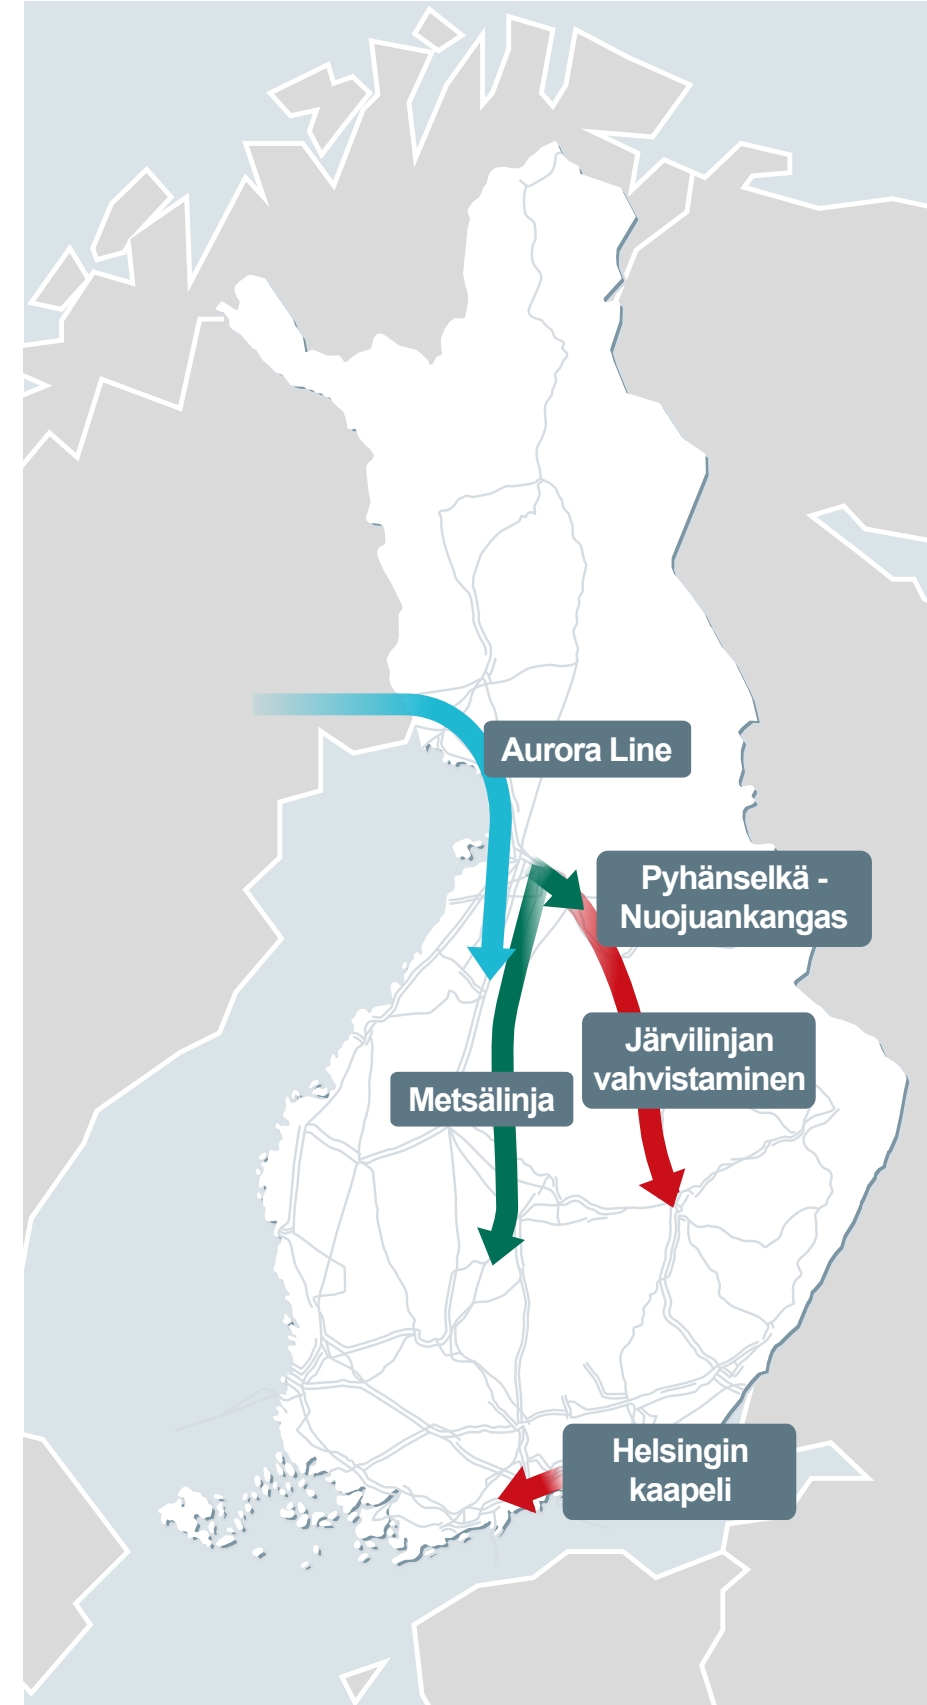 Aurora Line
Pyhänselkä -
Nuojuankangas
Järvilinjan
vahvistaminen
Metsälinja
Helsingin
kaapeli